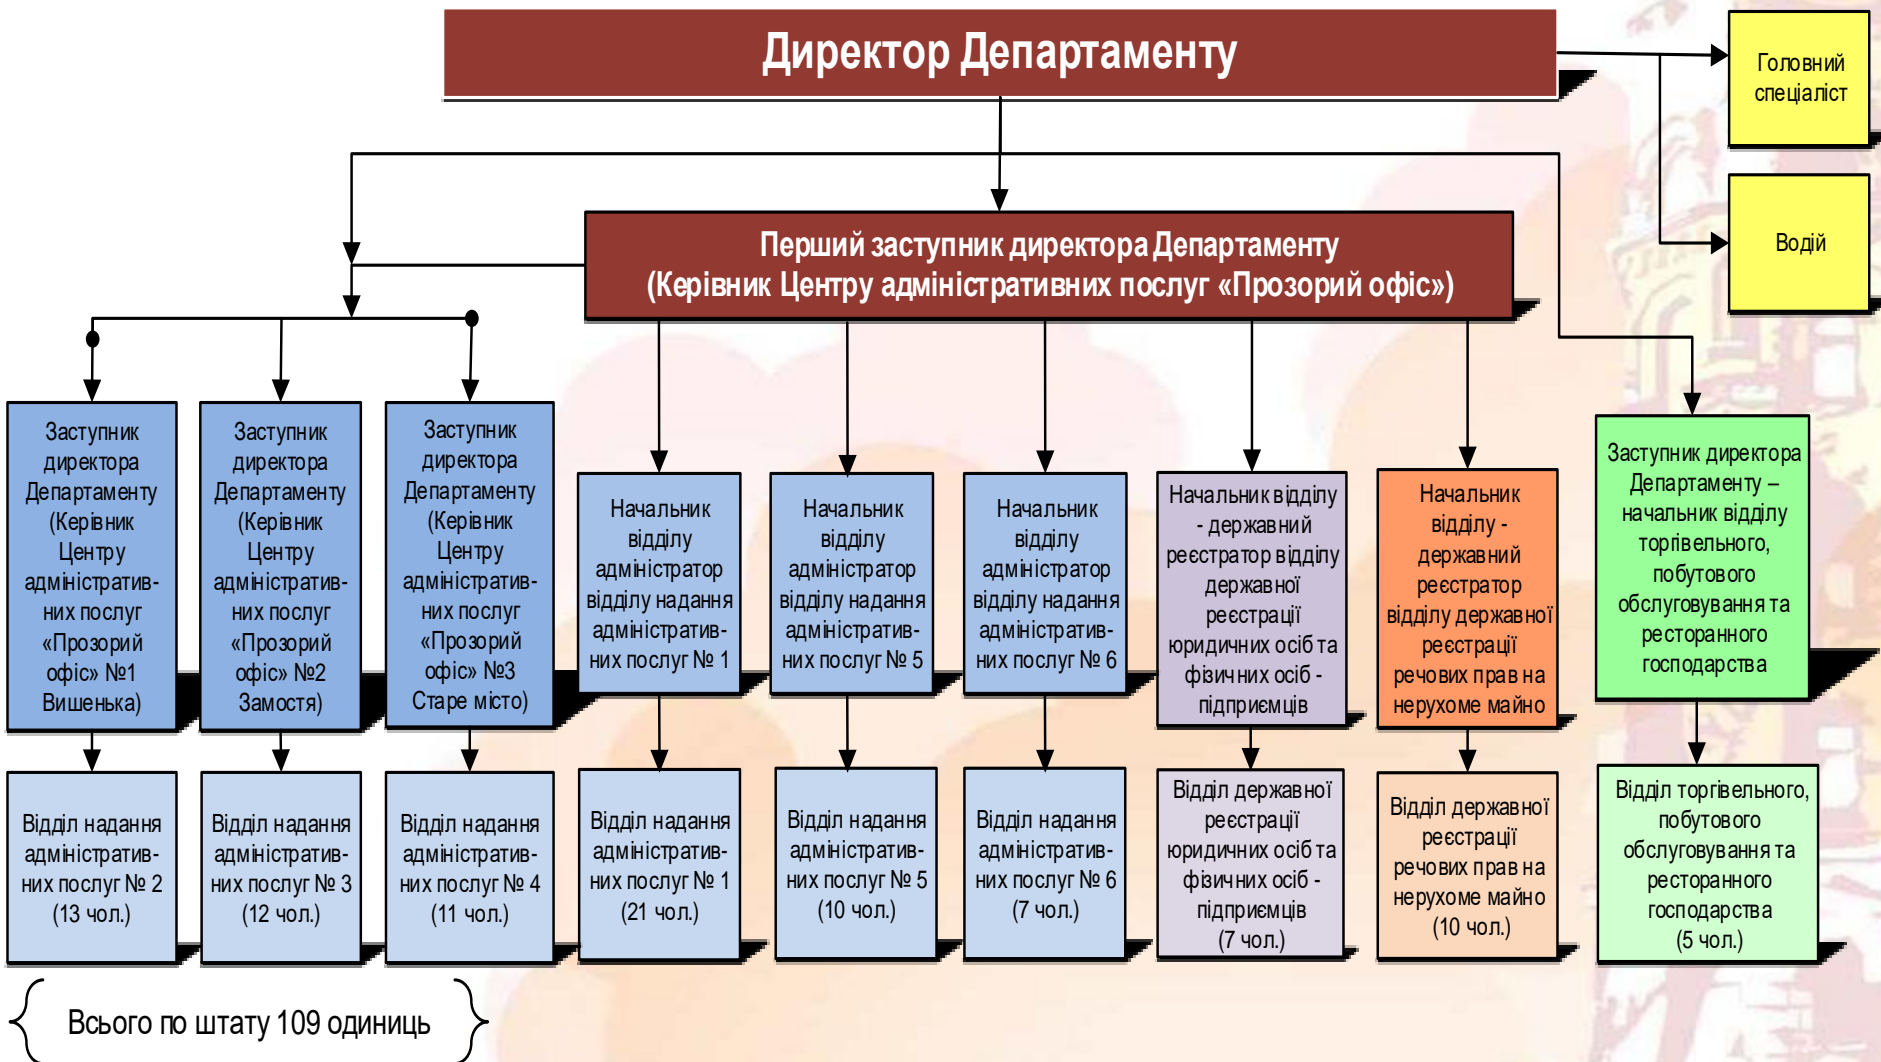 Директор Департаменту
Головний
спеціаліст
Водій
Перший заступник директора Департаменту
(Керівник Центру адміністративних послуг «Прозорий офіс»)
Заступник
директора
Департаменту
(Керівник
Центру
адміністратив-
них послуг
«Прозорий
офіс» №1
Вишенька)
Заступник
директора
Департаменту
(Керівник
Центру
адміністратив-
них послуг
«Прозорий
офіс» №2
Замостя)
Заступник
директора
Департаменту
(Керівник
Центру
адміністратив-
них послуг
«Прозорий
офіс» №3
Старе місто)
Начальник
відділу
адміністратор
відділу надання
адміністратив-
них послуг № 1
Начальник
відділу
адміністратор
відділу надання
адміністратив-
них послуг № 5
Начальник
відділу
адміністратор
відділу надання
адміністратив-
них послуг № 6
Начальник відділу
- державний
реєстратор відділу
державної
реєстрації
юридичних осіб та
фізичних осіб -
підприємців
Начальник
відділу -
державний
реєстратор
відділу державної
реєстрації
речових прав на
нерухоме майно
Заступник директора
Департаменту –
начальник відділу
торгівельного,
побутового
обслуговування та
ресторанного
господарства
Відділ надання
адміністратив-
них послуг № 2
(13 чол.)
Відділ надання
адміністратив-
них послуг № 3
(12 чол.)
Відділ надання
адміністратив-
них послуг № 4
(11 чол.)
Відділ надання
адміністратив-
них послуг № 1
(21 чол.)
Відділ надання
адміністратив-
них послуг № 5
(10 чол.)
Відділ надання
адміністратив-
них послуг № 6
(7 чол.)
Відділ державної
реєстрації
юридичних осіб та
фізичних осіб -
підприємців
(7 чол.)
Відділ державної
реєстрації
речових прав на
нерухоме майно
(10 чол.)
Відділ торгівельного,
побутового
обслуговування та
ресторанного
господарства
(5 чол.)
Всього по штату 109 одиниць